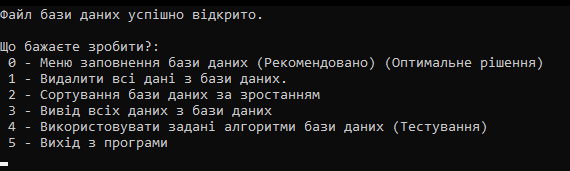 Файл бази даних успішно відкрито.
Що бажаєте зробити?:
0 - Меню заповнення бази даних (Рекомендовано) (Оптимальне рішення)
1 - Видалити всі дані з бази даних.
2 - Сортування бази даних за зростанням
3 - Вивід всіх даних з бази даних
4 - Використовувати задані алгоритми бази даних (Тестування)
5 - Вихід з програми